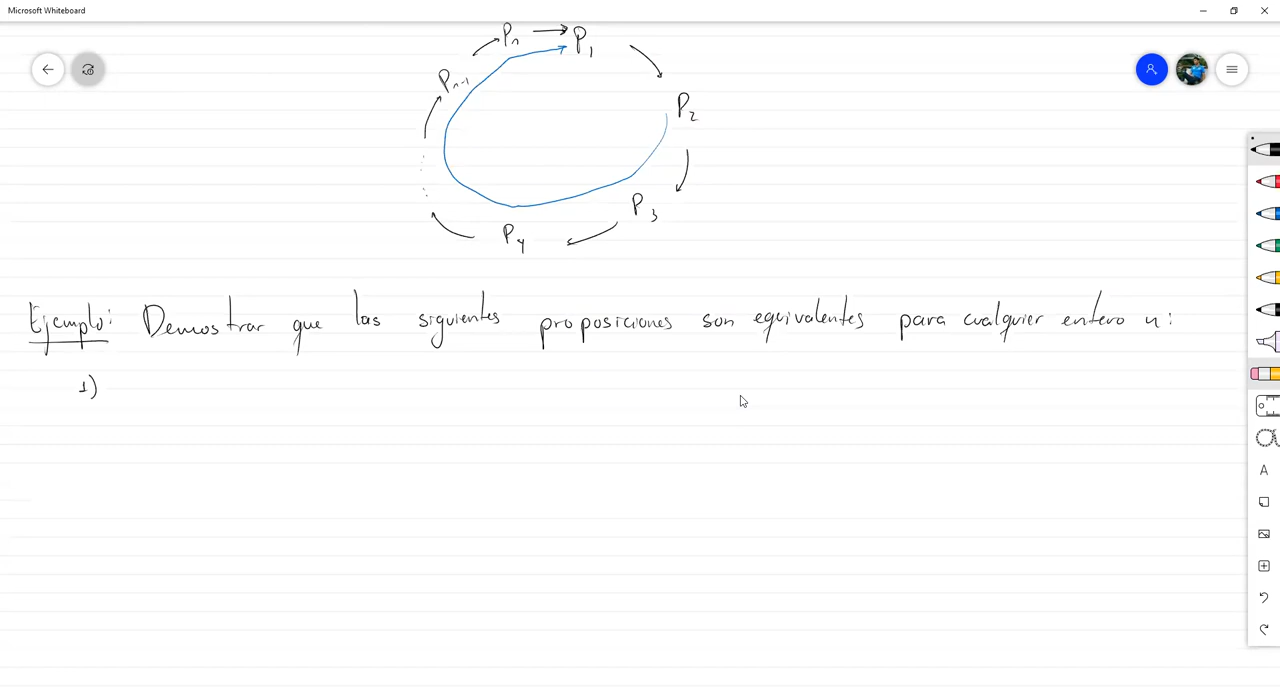 Microsoft Whiteboard
Pn → P1
Pn-1
P2
P3
P4
Ejemplo: Demostrar que las siguientes proposiciones son equivalentes para cualquier entero n:
1)
A